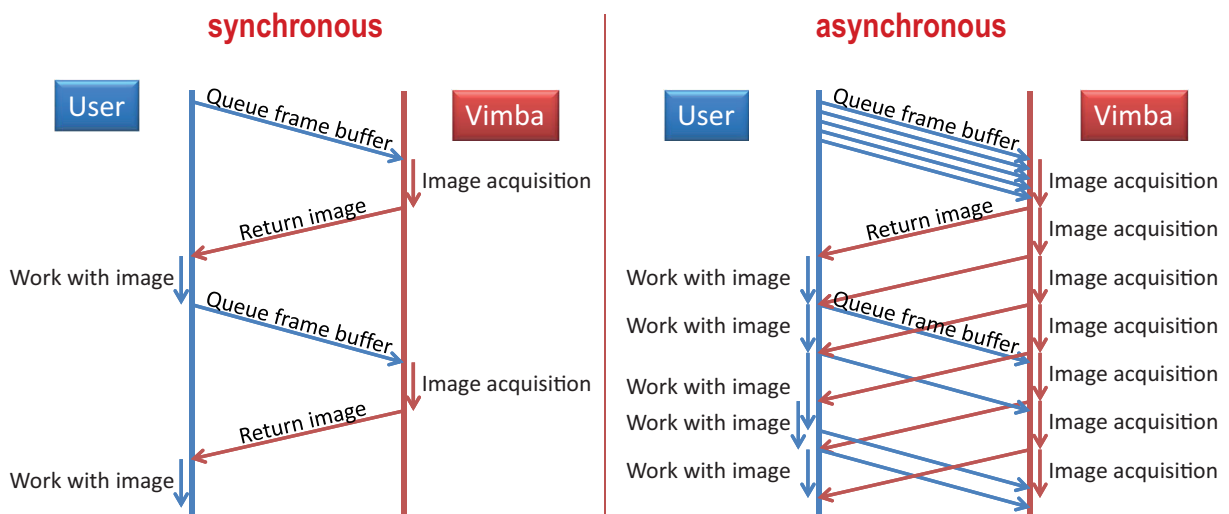 synchronous
User
Vimba
Queue frame buffer
Image acquisition
Return image
Work with image
Queue frame buffer
Image acquisition
Return image
Work with image
asynchronous
User
Vimba
Queue frame buffer
Image acquisition
Return image
Image acquisition
Work with image
Image acquisition
Queue frame buffer
Work with image
Image acquisition
Work with image
Image acquisition
Work with image
Image acquisition
Work with image
Image acquisition